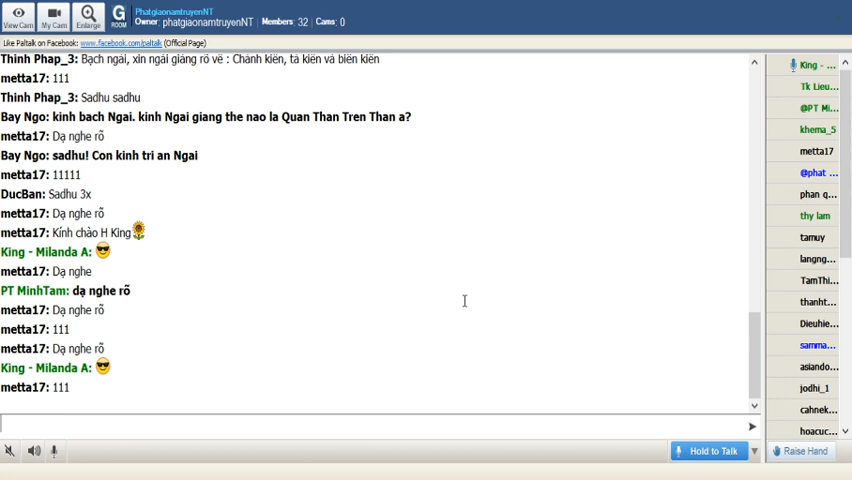 View Cam
My Cam
Enlarge
G
ROOM
PhatgiaonamtruyenNT
Owner: phatgiaonamtruyenNT Members: 32 Cams: 0
Like Paltalk on Facebook: www.facebook.com/paltalk (Official Page)
Thinh Phap_3: Bạch ngài, xin ngài giảng rõ về : Chánh kiến, tà kiến và biên kiến
metta17: 111
Thinh Phap_3: Sadhu sadhu
Bay Ngo: kinh bach Ngai. kinh Ngai giang the nao la Quan Than Tren Than a?
metta17: Dạ nghe rõ
Bay Ngo: sadhu! Con kinh tri an Ngai
metta17: 11111
DucBan: Sadhu 3x
metta17: Dạ nghe rõ
metta17: Kính chào H King
King - Milanda A:
metta17: Dạ nghe
PT MinhTam: dạ nghe rõ
metta17: Dạ nghe rõ
metta17: 111
metta17: Dạ nghe rõ
King - Milanda A:
metta17: 111
King - ...
Tk Lieu...
@PT Mi...
khema_5
metta17
@phat ...
phan q...
thy lam
tamuy
langng...
TamThi...
thanht...
Dieuhie...
samma...
asiando...
jodhi_1
cahnek...
hoacuc...
Hold to Talk
Raise Hand